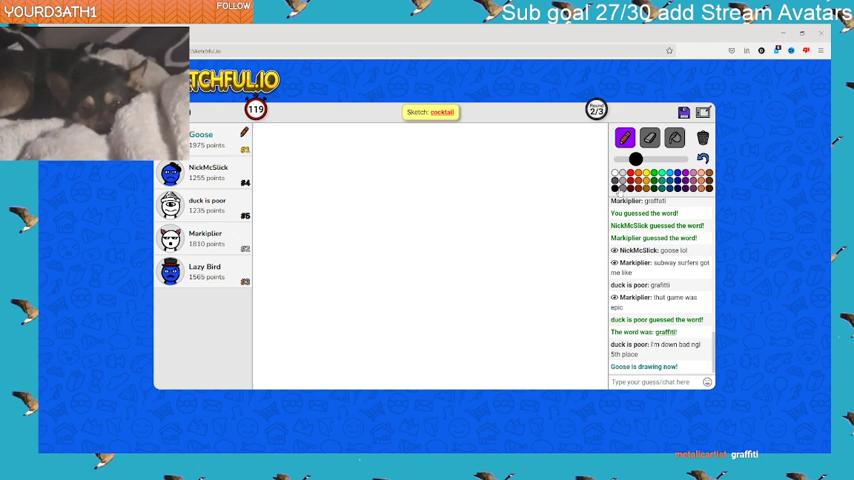 YOURD3ATH1
FOLLOW
Sub goal 27/30 add Stream Avatars
sketchful.io
TCHFUL.IO
119
Sketch: cocktail
Round
2/3
Goose
1975 points
#1
NickMcSlick
1255 points
#4
duck is poor
1235 points
#5
Markiplier
1810 points
#2
Lazy Bird
1565 points
#3
Markiplier: graffati
You guessed the word!
NickMcSlick guessed the word!
Markiplier guessed the word!
NickMcSlick: goose lol
Markiplier: subway surfers got
me like
duck is poor: grafitti
Markiplier: that game was
epic
duck is poor guessed the word!
The word was: graffiti!
duck is poor: I'm down bad ngl
5th place
Goose is drawing now!
Type your guess/chat here
metalicartist: graffiti